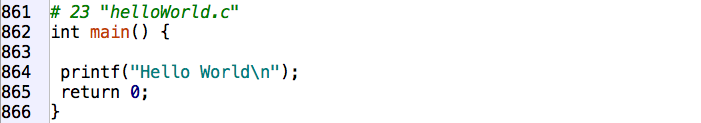 861 # 23 "helloWorld.c"
862 int main() {
863
864 printf("Hello World\n");
865 return 0;
866 }